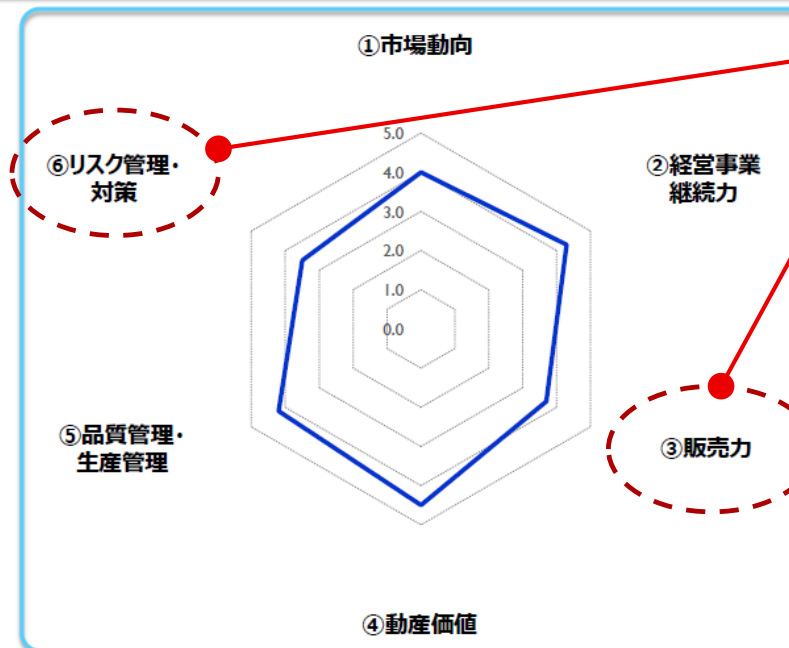 ①市場動向
5.0
⑥リスク管理・
対策
4.0
②経営事業
継続力
3.0
2.0
1.0
0.0
⑤品質管理・
生産管理
③販売力
④動産価値